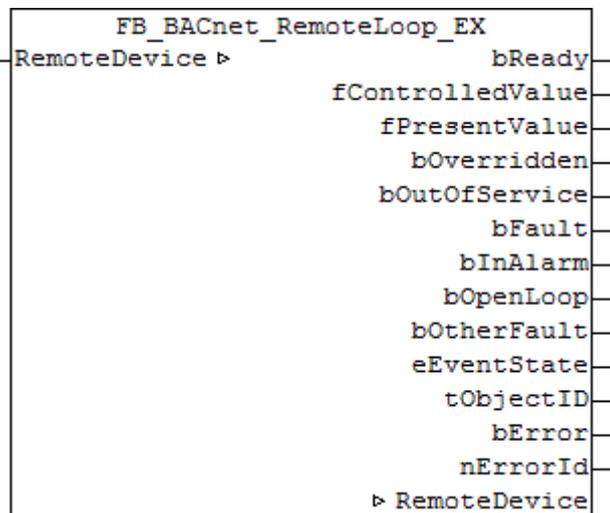 FB_BACnet_RemoteLoop_EX
RemoteDevice ▷ bReady
fControlledValue
fPresentValue
bOverridden
bOutOfService
bFault
bInAlarm
bOpenLoop
bOtherFault
eEventState
tObjectID
bError
nErrorId
▷ RemoteDevice